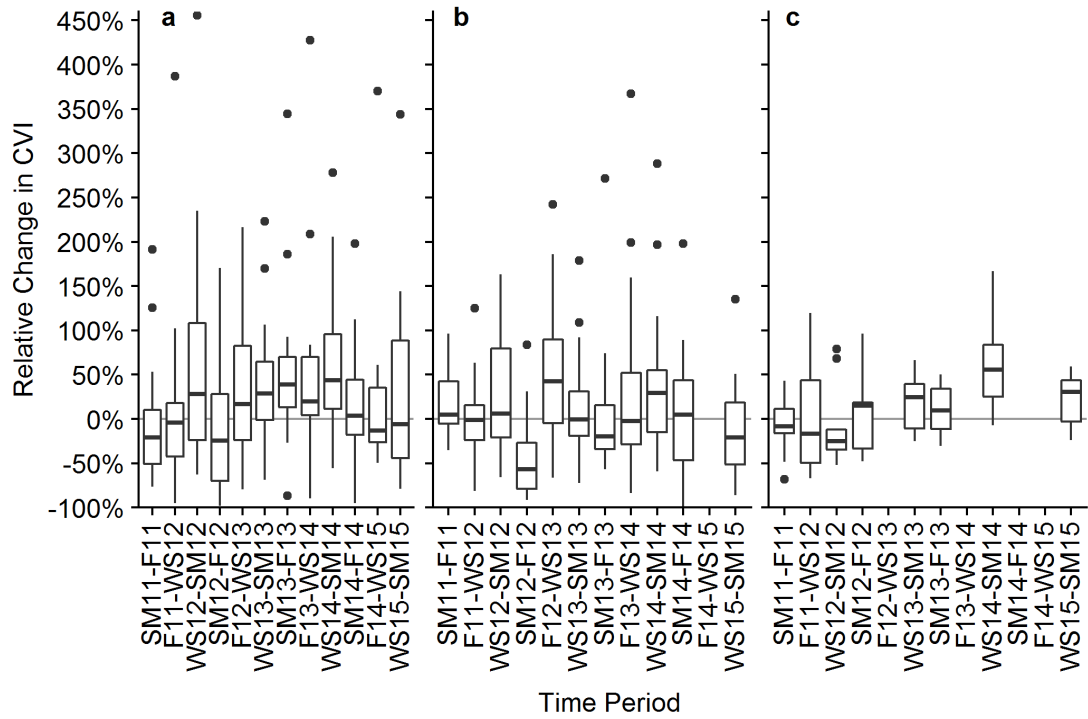 a b c
Relative Change in CVI
450%
400%
350%
300%
250%
200%
150%
100%
50%
0%
-50%
-100%
SM11-F11
F11-WS12
WS12-SM12
SM12-F12
F12-WS13
WS13-SM13
SM13-F13
F13-WS14
WS14-SM14
SM14-F14
F14-WS15
WS15-SM15
SM11-F11
F11-WS12
WS12-SM12
SM12-F12
F12-WS13
WS13-SM13
SM13-F13
F13-WS14
WS14-SM14
SM14-F14
F14-WS15
WS15-SM15
SM11-F11
F11-WS12
WS12-SM12
SM12-F12
F12-WS13
WS13-SM13
SM13-F13
F13-WS14
WS14-SM14
SM14-F14
F14-WS15
WS15-SM15
Time Period